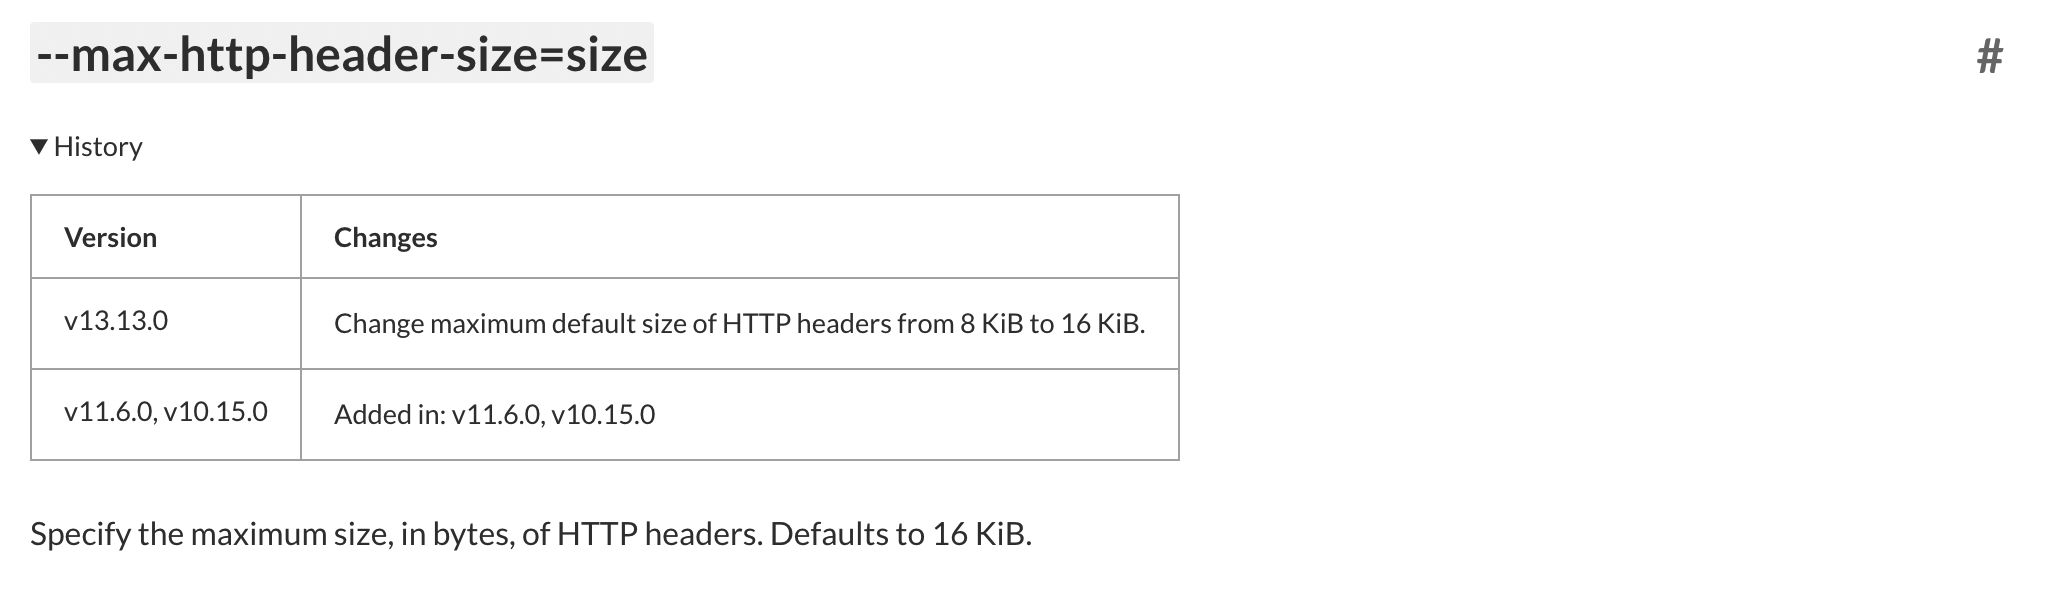 --max-http-header-size=size #
▼ History
Version Changes
v13.13.0 Change maximum default size of HTTP headers from 8 KiB to 16 KiB.
v11.6.0, v10.15.0 Added in: v11.6.0, v10.15.0
Specify the maximum size, in bytes, of HTTP headers. Defaults to 16 KiB.